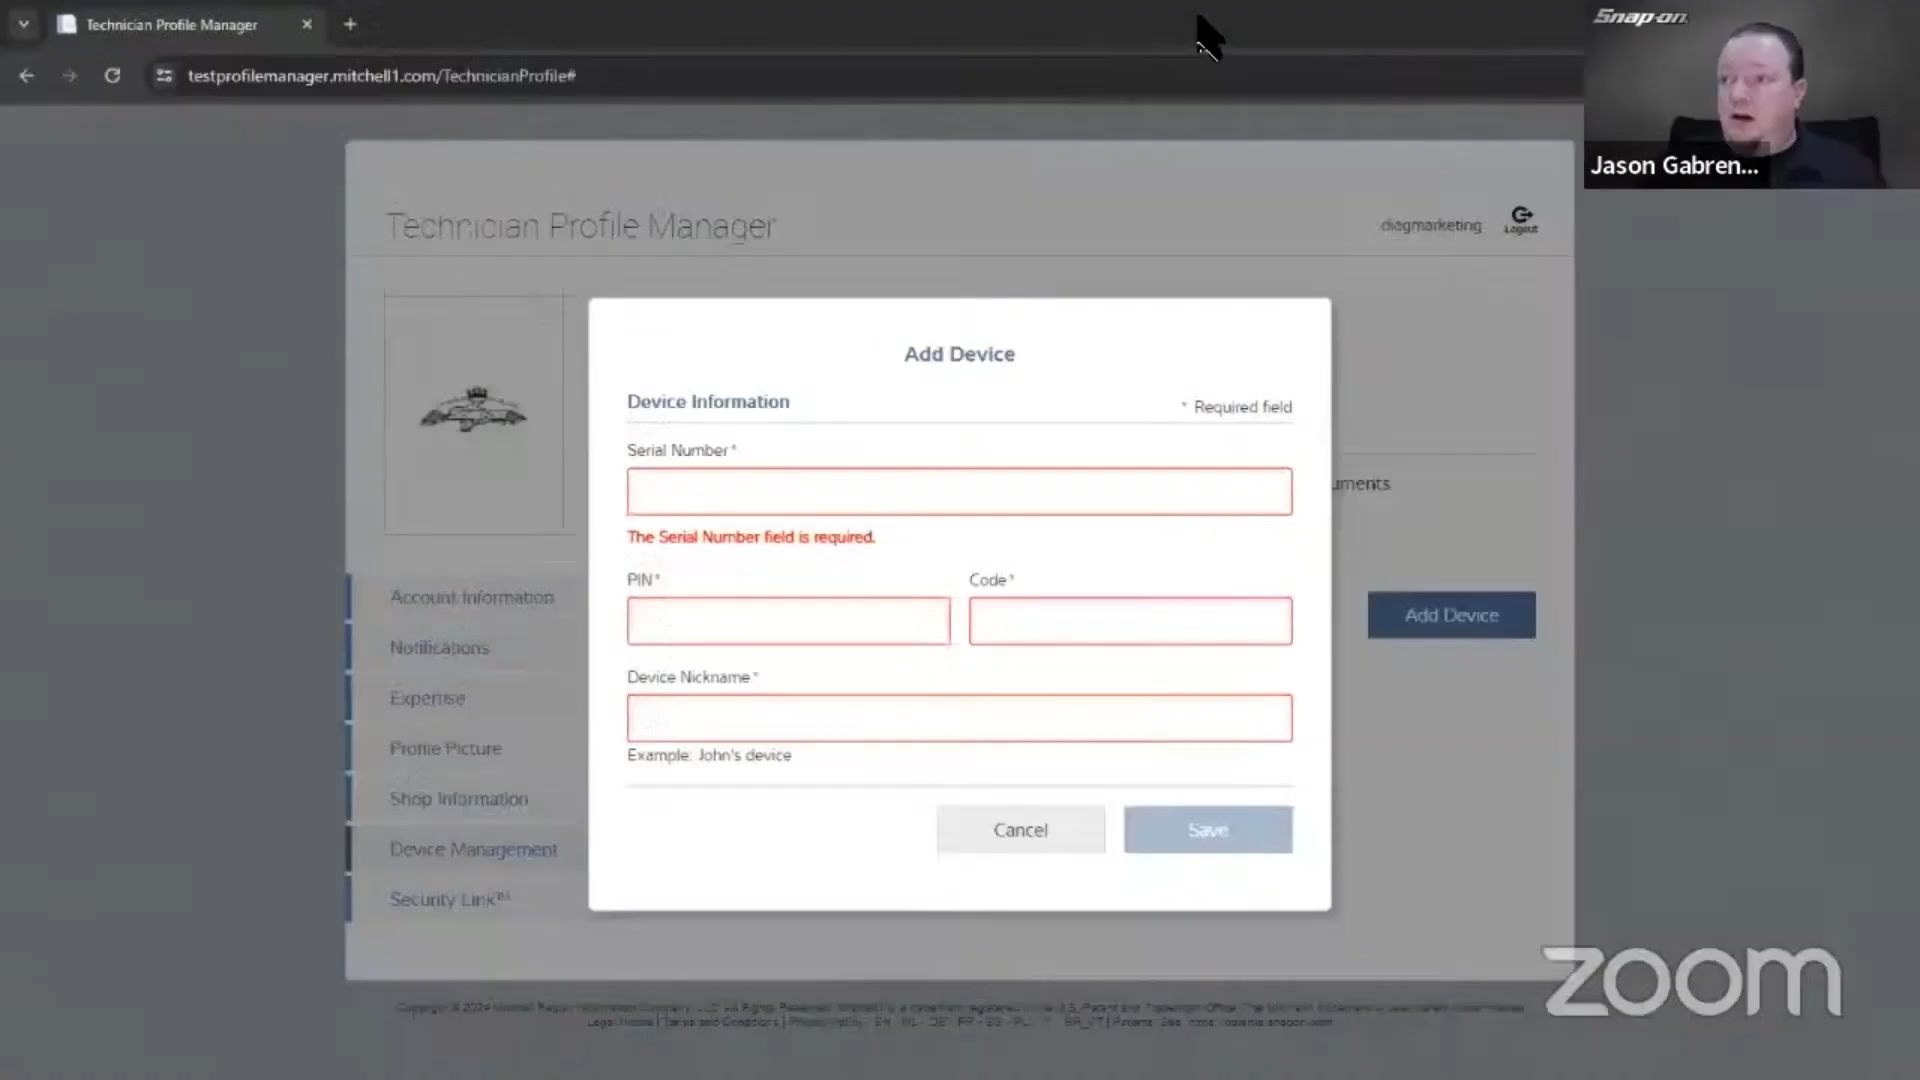 Technician Profile Manager
testprofilemanager.mitchell1.com/TechnicianProfile#
Snap-on
Jason Gabren...
Technician Profile Manager
diagmarketing
Logout
Add Device
Device Information
* Required field
Serial Number*
The Serial Number field is required.
PIN*
Code*
Device Nickname*
Example: John's device
Cancel
Save
uments
Add Device
Account Information
Notifications
Expertise
Profile Picture
Shop Information
Device Management
Security Link™
zoom